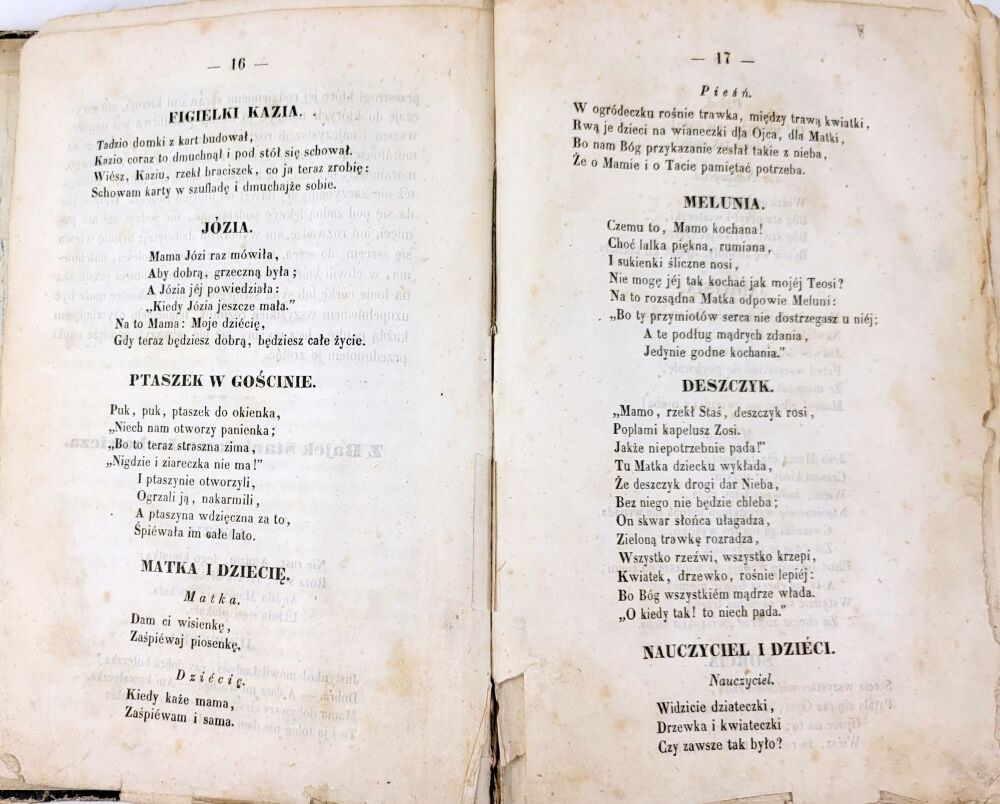 — 16 —
FIGIELKI KAZIA.
Tadzio domki z kart budował,
Kazio coraz to dmuchnął i pod stół się schował.
Wiész, Kaziu, rzekł braciszek, co ja teraz zrobię:
Schowam karty w szufladę i dmuchajże sobie.
JÓZIA.
Mama Józi raz mówiła,
Aby dobrą, grzeczną była;
A Józia jéj powiedziała:
„Kiedy Józia jeszcze mała."
Na to Mama: Moje dziécię,
Gdy teraz będziesz dobrą, będziesz całe życie.
PTASZEK W GOŚCINIE.
Puk, puk, ptaszek do okienka,
„Niech nam otworzy panienka;
„Bo to teraz straszna zima,
„Nigdzie i ziareczka nie ma!"
I ptaszynie otworzyli,
Ogrzali ją, nakarmili,
A ptaszyna wdzięczna za to,
Śpiéwała im całe lato.
MATKA I DZIECIĘ.
Matka.
Dam ci wisienkę,
Zaśpiéwaj piosenkę.
Dziécię.
Kiedy każe mama,
Zaśpiéwam i sama.
— 17 —
Pieśń.
W ogródeczku rośnie trawka, między trawą kwiatki,
Rwą je dzieci na wianeczki dla Ojca, dla Matki,
Bo nam Bóg przykazanie zesłał takie z nieba,
Że o Mamie i o Tacie pamiętać potrzeba.
MELUNIA.
Czemu to, Mamo kochana!
Choć lalka piękna, rumiana,
I sukienki śliczne nosi,
Nie mogę jéj tak kochać jak mojéj Teosi?
Na to rozsądna Matka odpowie Meluni:
„Bo ty przymiotów serca nie dostrzegasz u niéj;
A te podług mądrych zdania,
Jedynie godne kochania."
DESZCZYK.
„Mamo, rzekł Staś, deszczyk rosi,
Poplami kapelusz Zosi.
Jakże niepotrzebnie pada!"
Tu Matka dziecku wykłada,
Że deszczyk drogi dar Nieba,
Bez niego nie będzie chleba;
On skwar słońca ułagadza,
Zieloną trawkę rozradza,
Wszystko rzeźwi, wszystko krzepi,
Kwiatek, drzewko, rośnie lepiéj:
Bo Bóg wszystkiém mądrze włada.
„O kiedy tak! to niech pada."
NAUCZYCIEL I DZIÉCI.
Nauczyciel.
Widzicie dziateczki,
Drzewka i kwiateczki
Czy zawsze tak było?